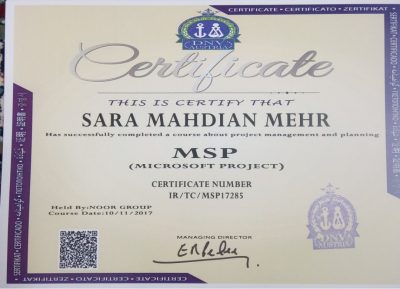 CERTIFICATE • CERTIFICATO • ZERTIFIKAT
DNV
AUSTRIA
Certificate
THIS IS CERTIFY THAT
SARA MAHDIAN MEHR
Has successfully completed a course about project management and planning
MSP
(MICROSOFT PROJECT)
CERTIFICATE NUMBER
IR/TC/MSP17285
Held By:NOOR GROUP
Course Date:10/11/2017
MANAGING DIRECTOR
DNV
AUSTRIA
CERTIFICATE • CERTIFICATO • ZERTIFIKAT